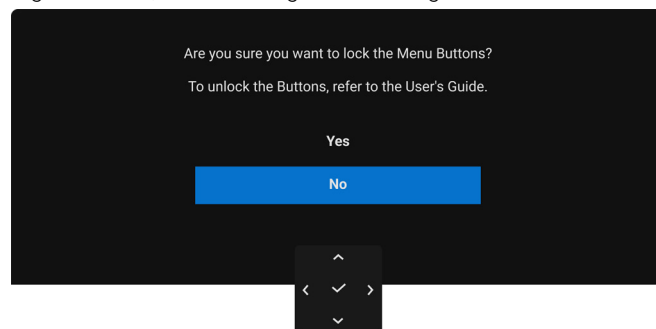 Are you sure you want to lock the Menu Buttons?
To unlock the Buttons, refer to the User's Guide.
Yes
No